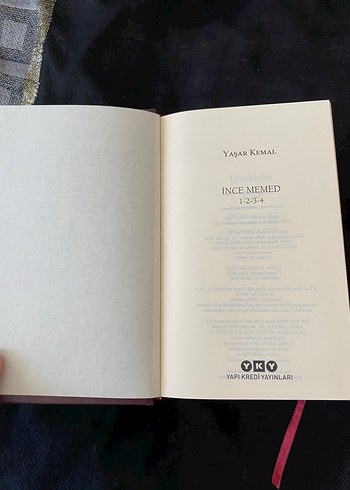 YAŞAR KEMAL
İNCE MEMED
1-2-3-4
YKY
YAPI KREDİ YAYINLARI